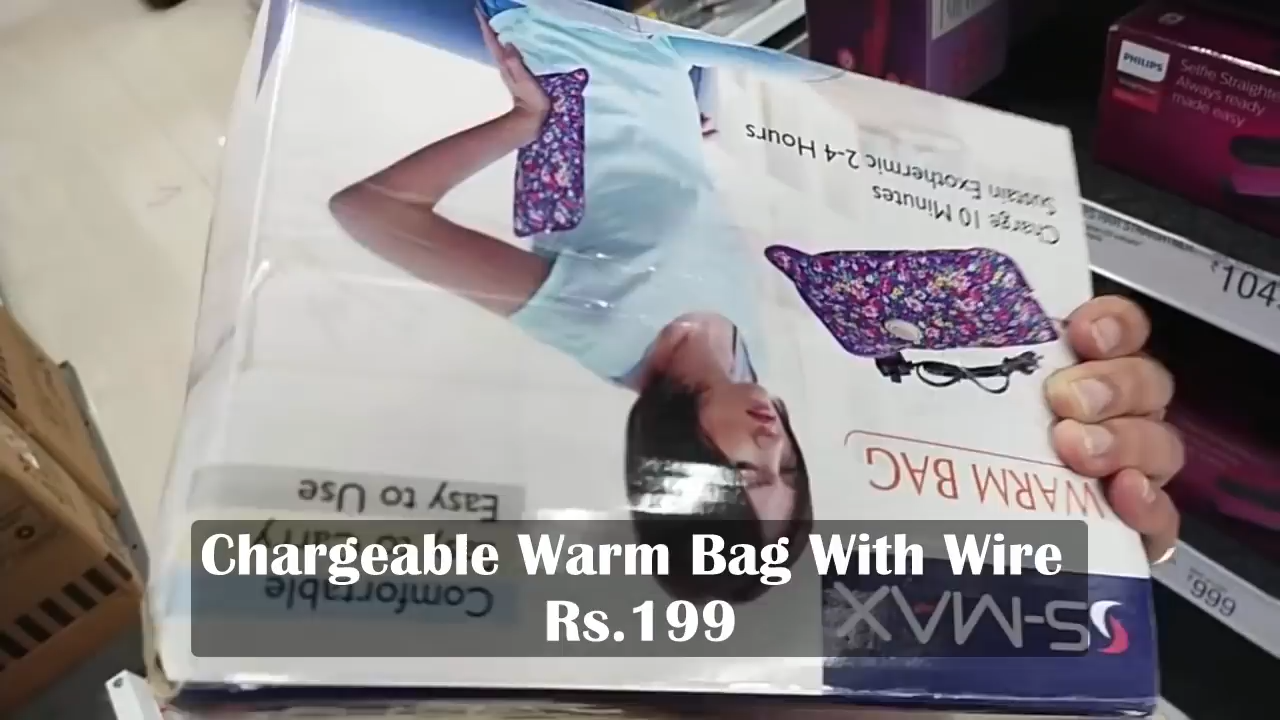 Chargeable Warm Bag With Wire
Rs.199
S-MAX
WARM BAG
Charge 10 Minutes
Sustain Exothermic 2-4 Hours
Comfortable
Easy to Use
PHILIPS
Selfie Straighte
Always ready
made easy
₹104
₹999